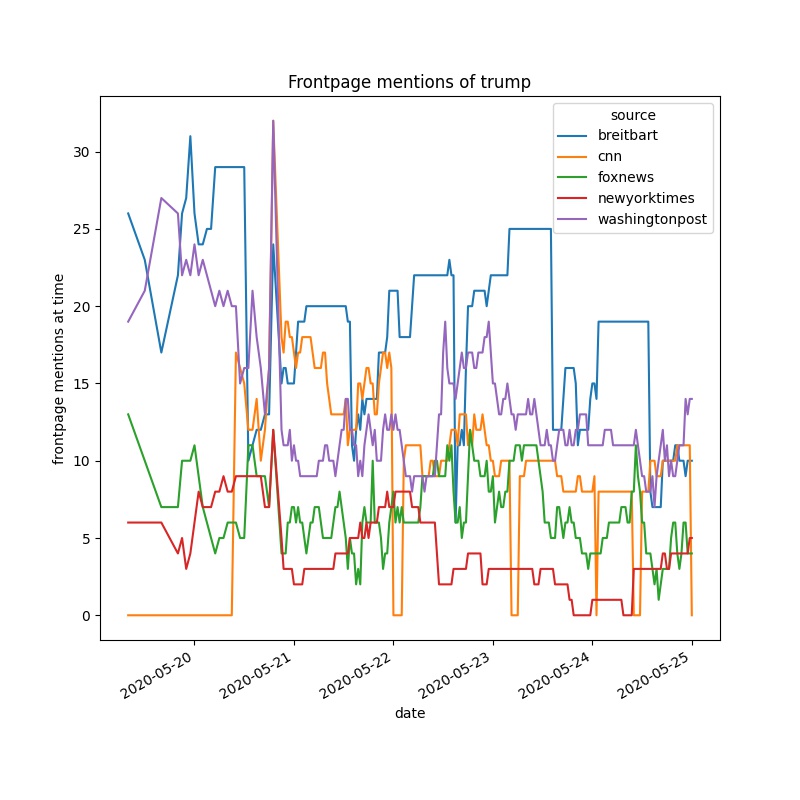 Frontpage mentions of trump
source
breitbart
cnn
foxnews
newyorktimes
washingtonpost
frontpage mentions at time
30
25
20
15
10
5
0
2020-05-20
2020-05-21
2020-05-22
2020-05-23
2020-05-24
2020-05-25
date